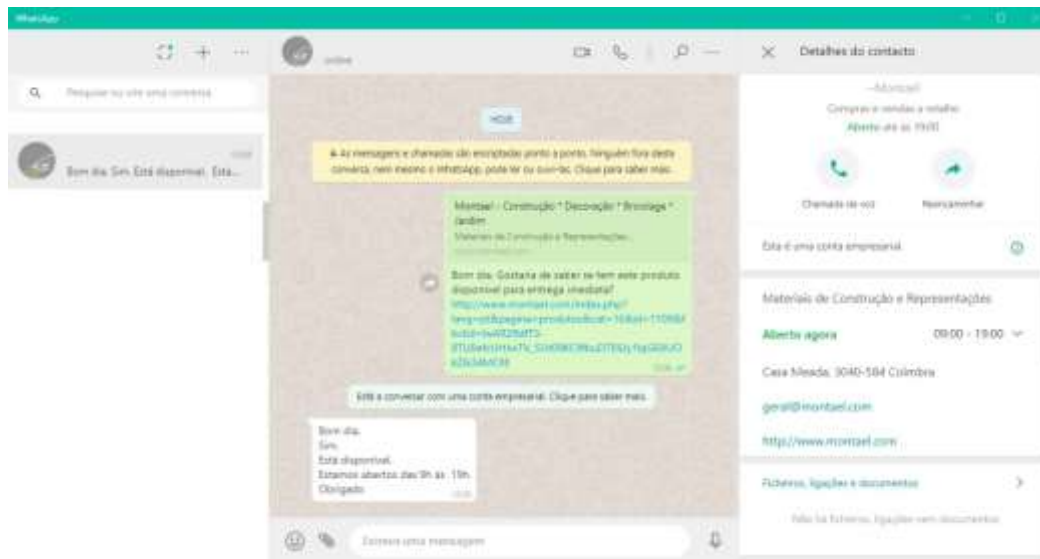 WhatsApp
online
Pesquise ou crie uma conversa
Bom dia. Sim. Está disponível. Esta...
HOJE
As mensagens e chamadas são encriptadas ponto a ponto. Ninguém fora desta
conversa, nem mesmo o WhatsApp, pode ler ou ouvi-las. Clique para saber mais.
Montael - Construção * Decoração * Bricolage *
Jardim
Materiais de Construção e Representações...
Bom dia. Gostaria de saber se tem este produto
disponível para entrega imediata?
Está a conversar com uma conta empresarial. Clique para saber mais.
Bom dia.
Sim.
Está disponível.
Estamos abertos das 9h às 19h.
Obrigado
Escreva uma mensagem
Detalhes do contacto
~Montael
Compras e vendas a retalho
Aberto até às 19:00
Chamada de voz
Reencaminhar
Esta é uma conta empresarial.
Materiais de Construção e Representações
Aberto agora
09:00 - 19:00
Casa Meada, 3040-584 Coimbra
geral@montael.com
http://www.montael.com
Ficheiros, ligações e documentos
Não há ficheiros, ligações nem documentos